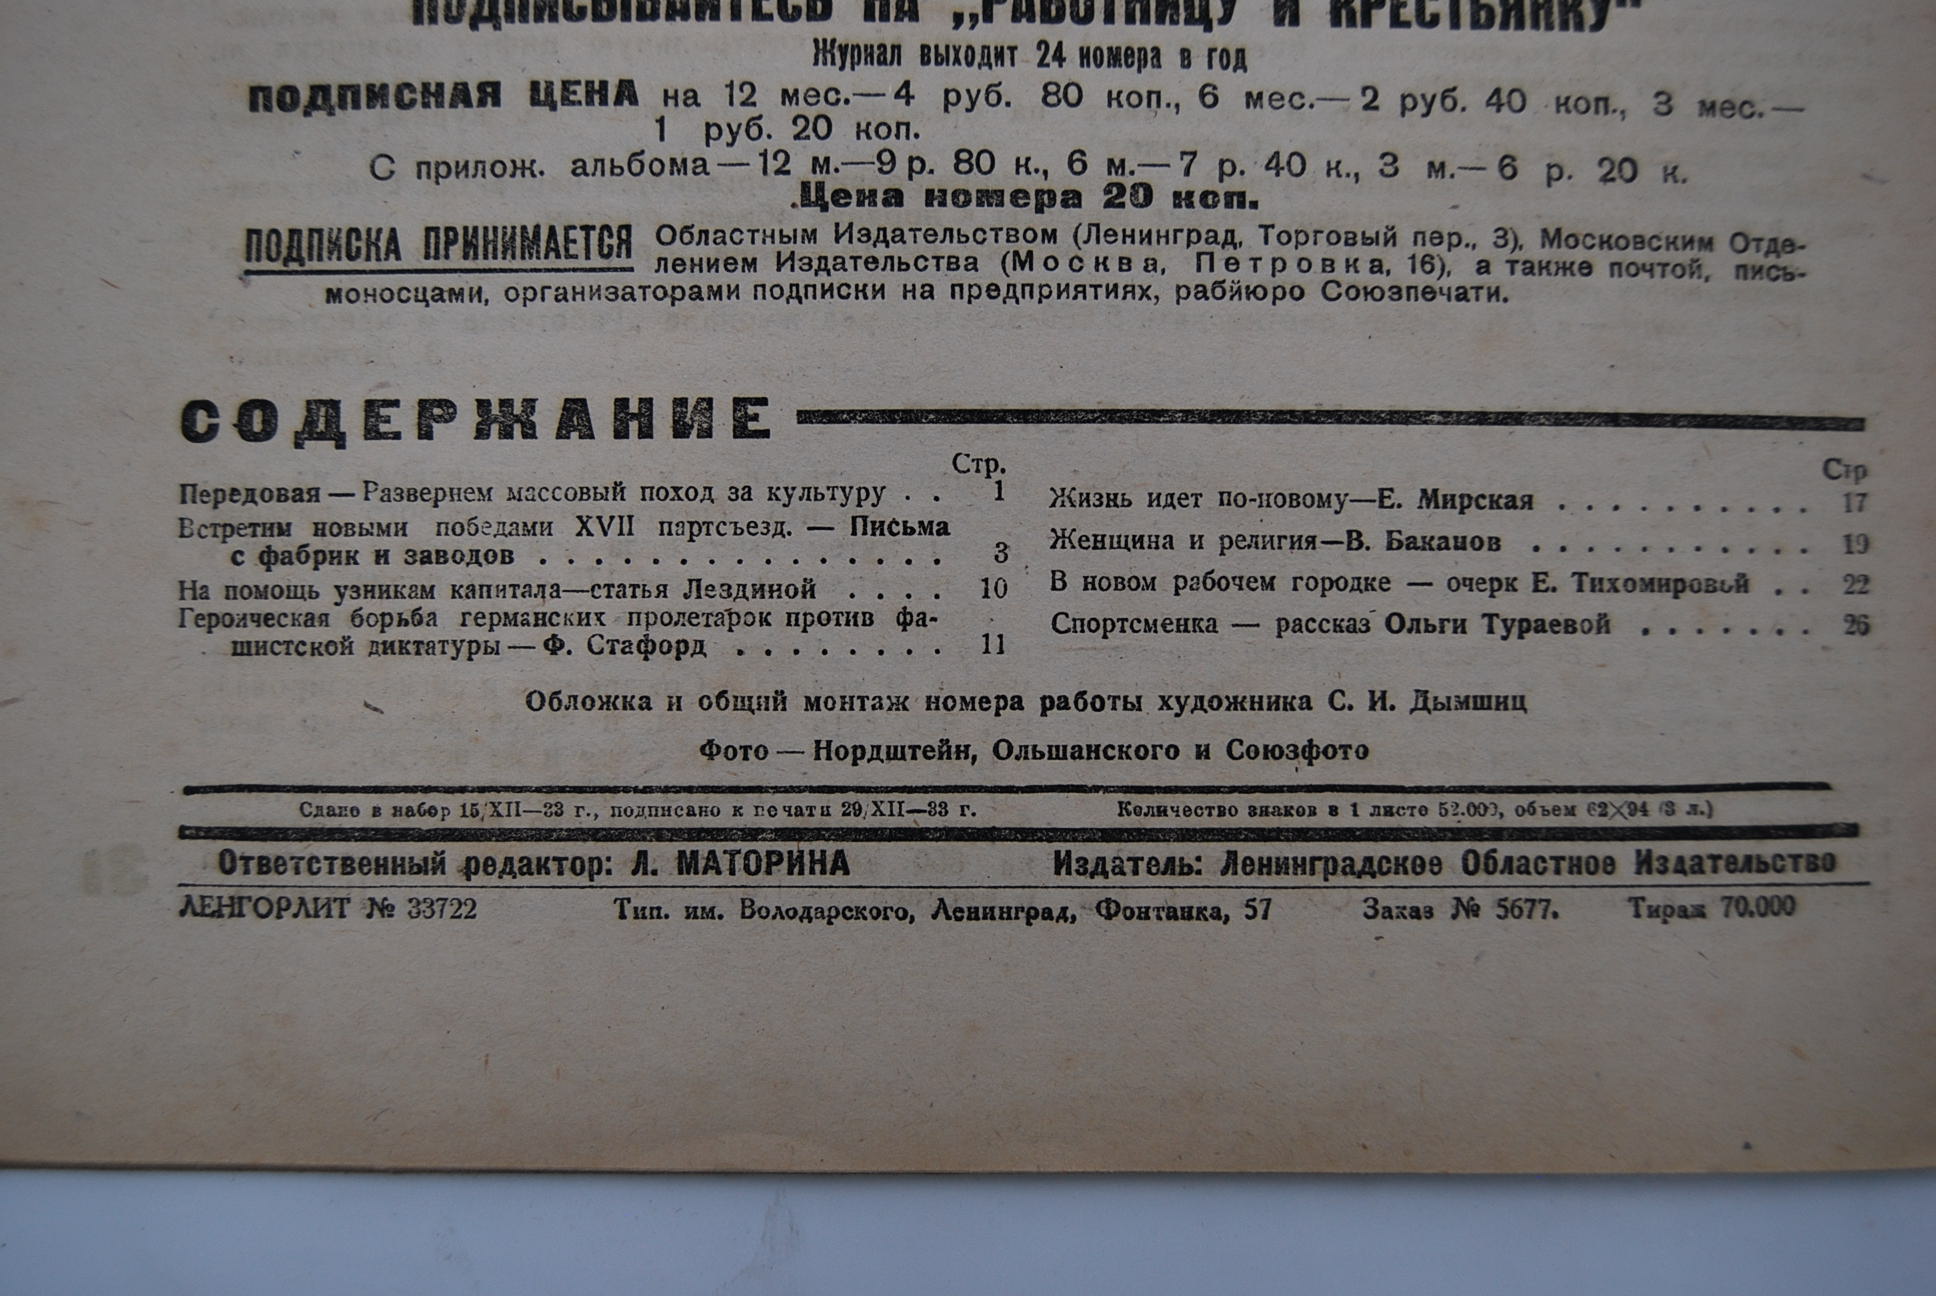 ПОДПИСЫВАЙТЕСЬ НА „РАБОТНИЦУ И КРЕСТЬЯНКУ“
Журнал выходит 24 номера в год
ПОДПИСНАЯ ЦЕНА на 12 мес.—4 руб. 80 коп., 6 мес.—2 руб. 40 коп., 3 мес.—
1 руб. 20 коп.
С прилож. альбома—12 м.—9 р. 80 к., 6 м.—7 р. 40 к., 3 м.—6 р. 20 к.
Цена номера 20 коп.
ПОДПИСКА ПРИНИМАЕТСЯ Областным Издательством (Ленинград, Торговый пер., 3), Московским Отде-
лением Издательства (Москва, Петровка, 16), а также почтой, пись-
моносцами, организаторами подписки на предприятиях, рабйюро Союзпечати.
СОДЕРЖАНИЕ
Стр.
Передовая — Развернем массовый поход за культуру . . 1
Встретим новыми победами XVII партсъезд. — Письма
с фабрик и заводов . . . . . . . . . . . . . . . 3
На помощь узникам капитала—статья Лездиной . . . . 10
Героическая борьба германских пролетарок против фа-
шистской диктатуры — Ф. Стафорд . . . . . . . . 11
Стр
Жизнь идет по-новому—Е. Мирская . . . . . . . . . . 17
Женщина и религия—В. Баканов . . . . . . . . . . . 19
В новом рабочем городке — очерк Е. Тихомировой . . 22
Спортсменка — рассказ Ольги Тураевой . . . . . . . 26
Обложка и общий монтаж номера работы художника С. И. Дымшиц
Фото — Нордштейн, Ольшанского и Союзфото
Сдано в набор 15/XII—33 г., подписано к печати 29/XII—33 г. Количество знаков в 1 листе 52.000, объем 62×94 (3 л.)
Ответственный редактор: Л. МАТОРИНА Издатель: Ленинградское Областное Издательство
ЛЕНГОРЛИТ № 33722 Тип. им. Володарского, Ленинград, Фонтанка, 57 Заказ № 5677. Тираж 70.000